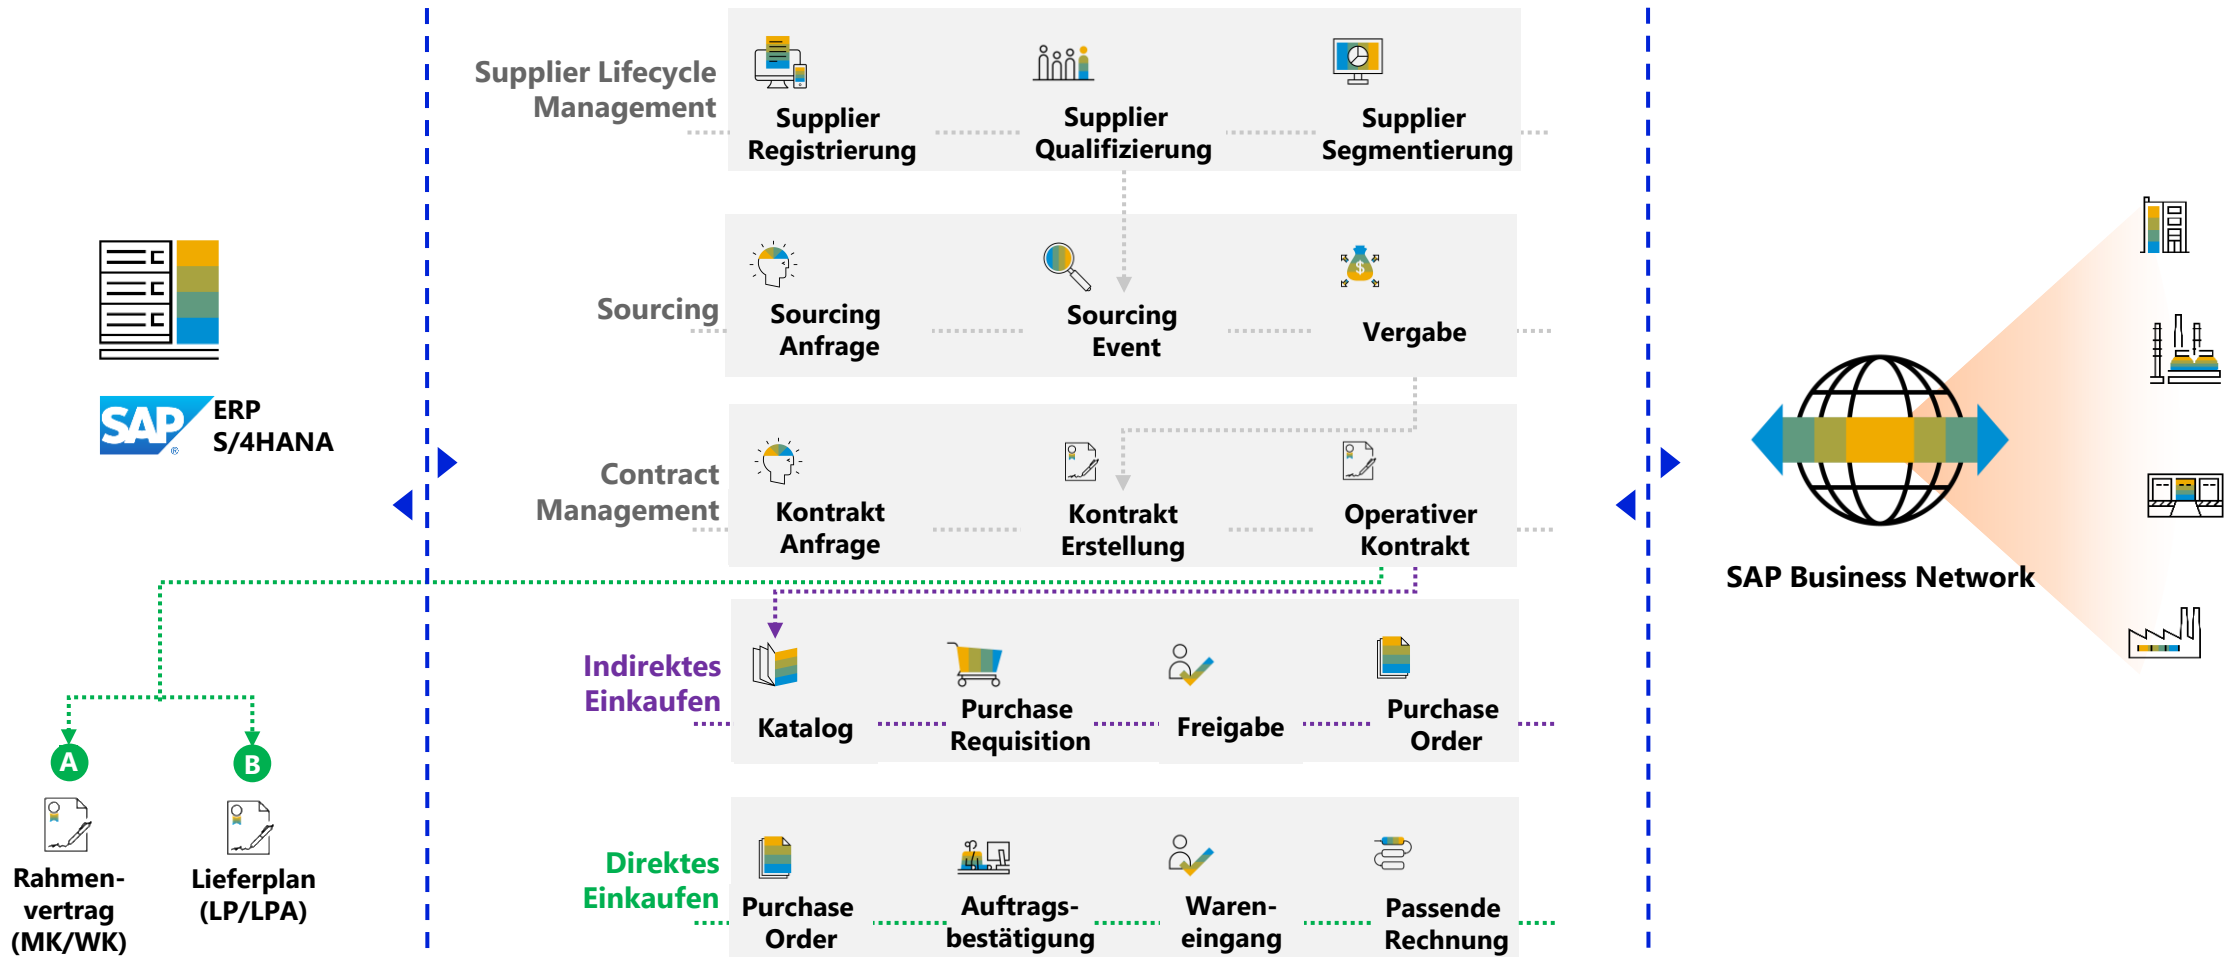 Supplier Lifecycle
Management
Supplier
Registrierung
Supplier
Qualifizierung
Supplier
Segmentierung
Sourcing
Sourcing
Anfrage
Sourcing
Event
$
Vergabe
SAP
®
ERP
S/4HANA
Contract
Management
Kontrakt
Anfrage
Kontrakt
Erstellung
Operativer
Kontrakt
SAP Business Network
Indirektes
Einkaufen
Katalog
Purchase
Requisition
Freigabe
Purchase
Order
A
B
Rahmen-
vertrag
(MK/WK)
Lieferplan
(LP/LPA)
Direktes
Einkaufen
Purchase
Order
Auftrags-
bestätigung
Waren-
eingang
Passende
Rechnung